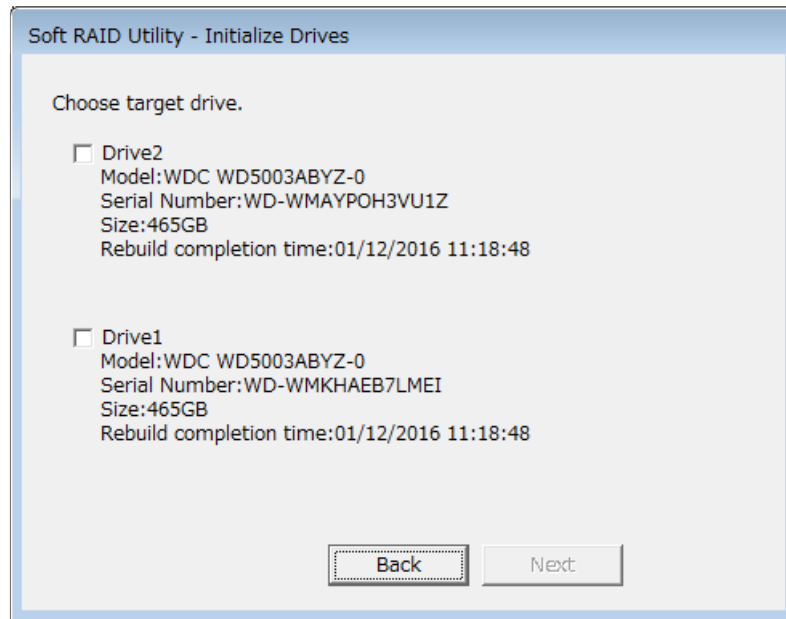 Soft RAID Utility - Initialize Drives
Choose target drive.
Drive2
Model:WDC WD5003ABYZ-0
Serial Number:WD-WMAYPOH3VU1Z
Size:465GB
Rebuild completion time:01/12/2016 11:18:48
Drive1
Model:WDC WD5003ABYZ-0
Serial Number:WD-WMKHAEB7LMEI
Size:465GB
Rebuild completion time:01/12/2016 11:18:48
Back
Next